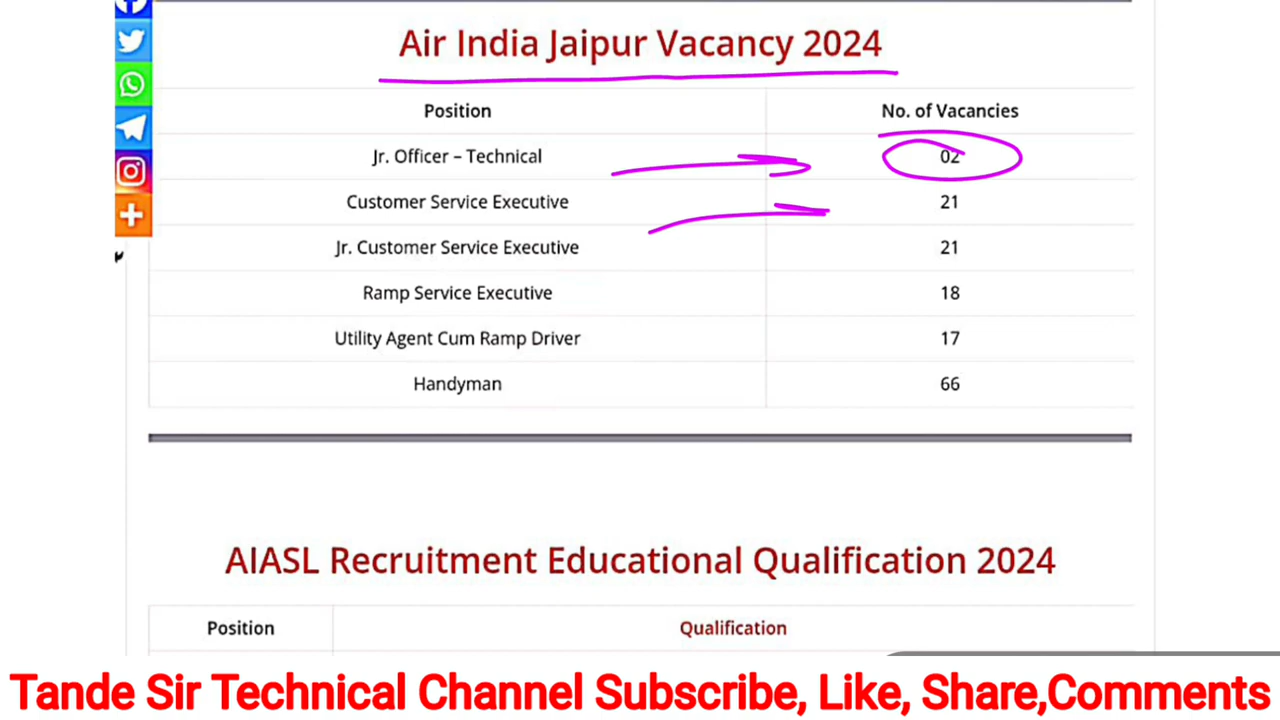 Air India Jaipur Vacancy 2024
Position No. of Vacancies
Jr. Officer – Technical 02
Customer Service Executive 21
Jr. Customer Service Executive 21
Ramp Service Executive 18
Utility Agent Cum Ramp Driver 17
Handyman 66
AIASL Recruitment Educational Qualification 2024
Position Qualification
Tande Sir Technical Channel Subscribe, Like, Share,Comments